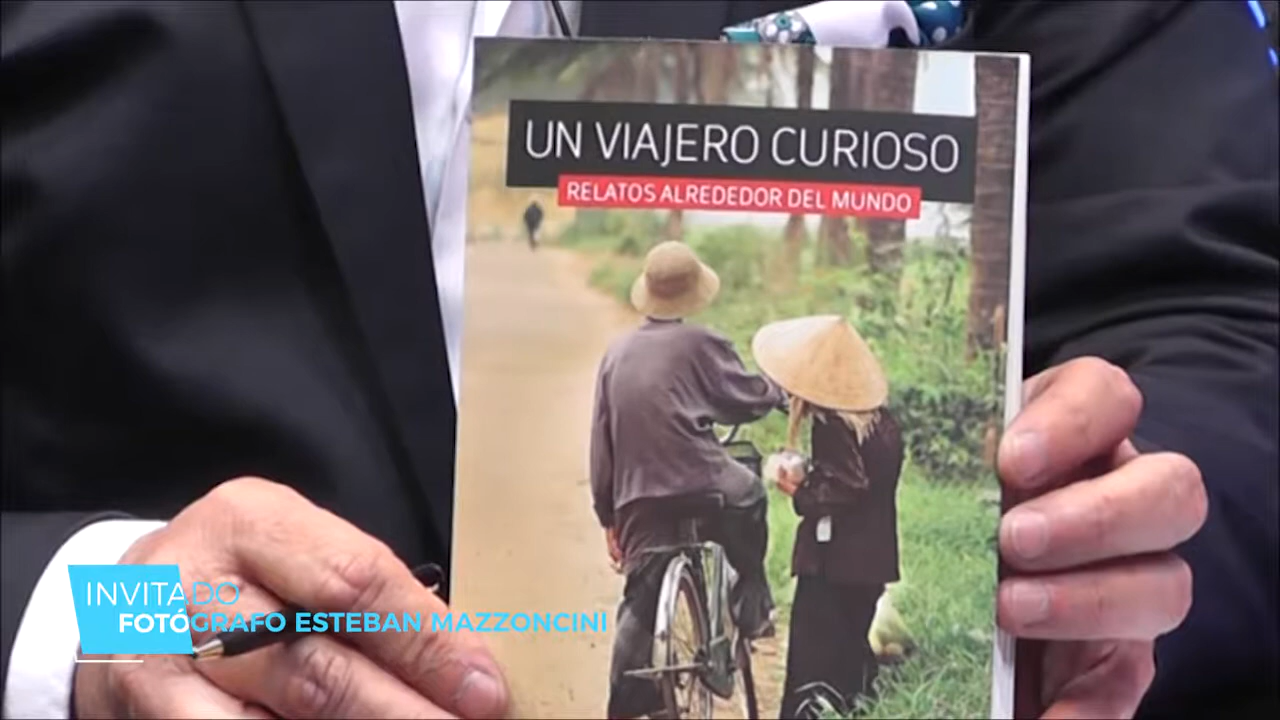 UN VIAJERO CURIOSO
RELATOS ALREDEDOR DEL MUNDO
INVITADO
FOTÓGRAFO ESTEBAN MAZZONCINI